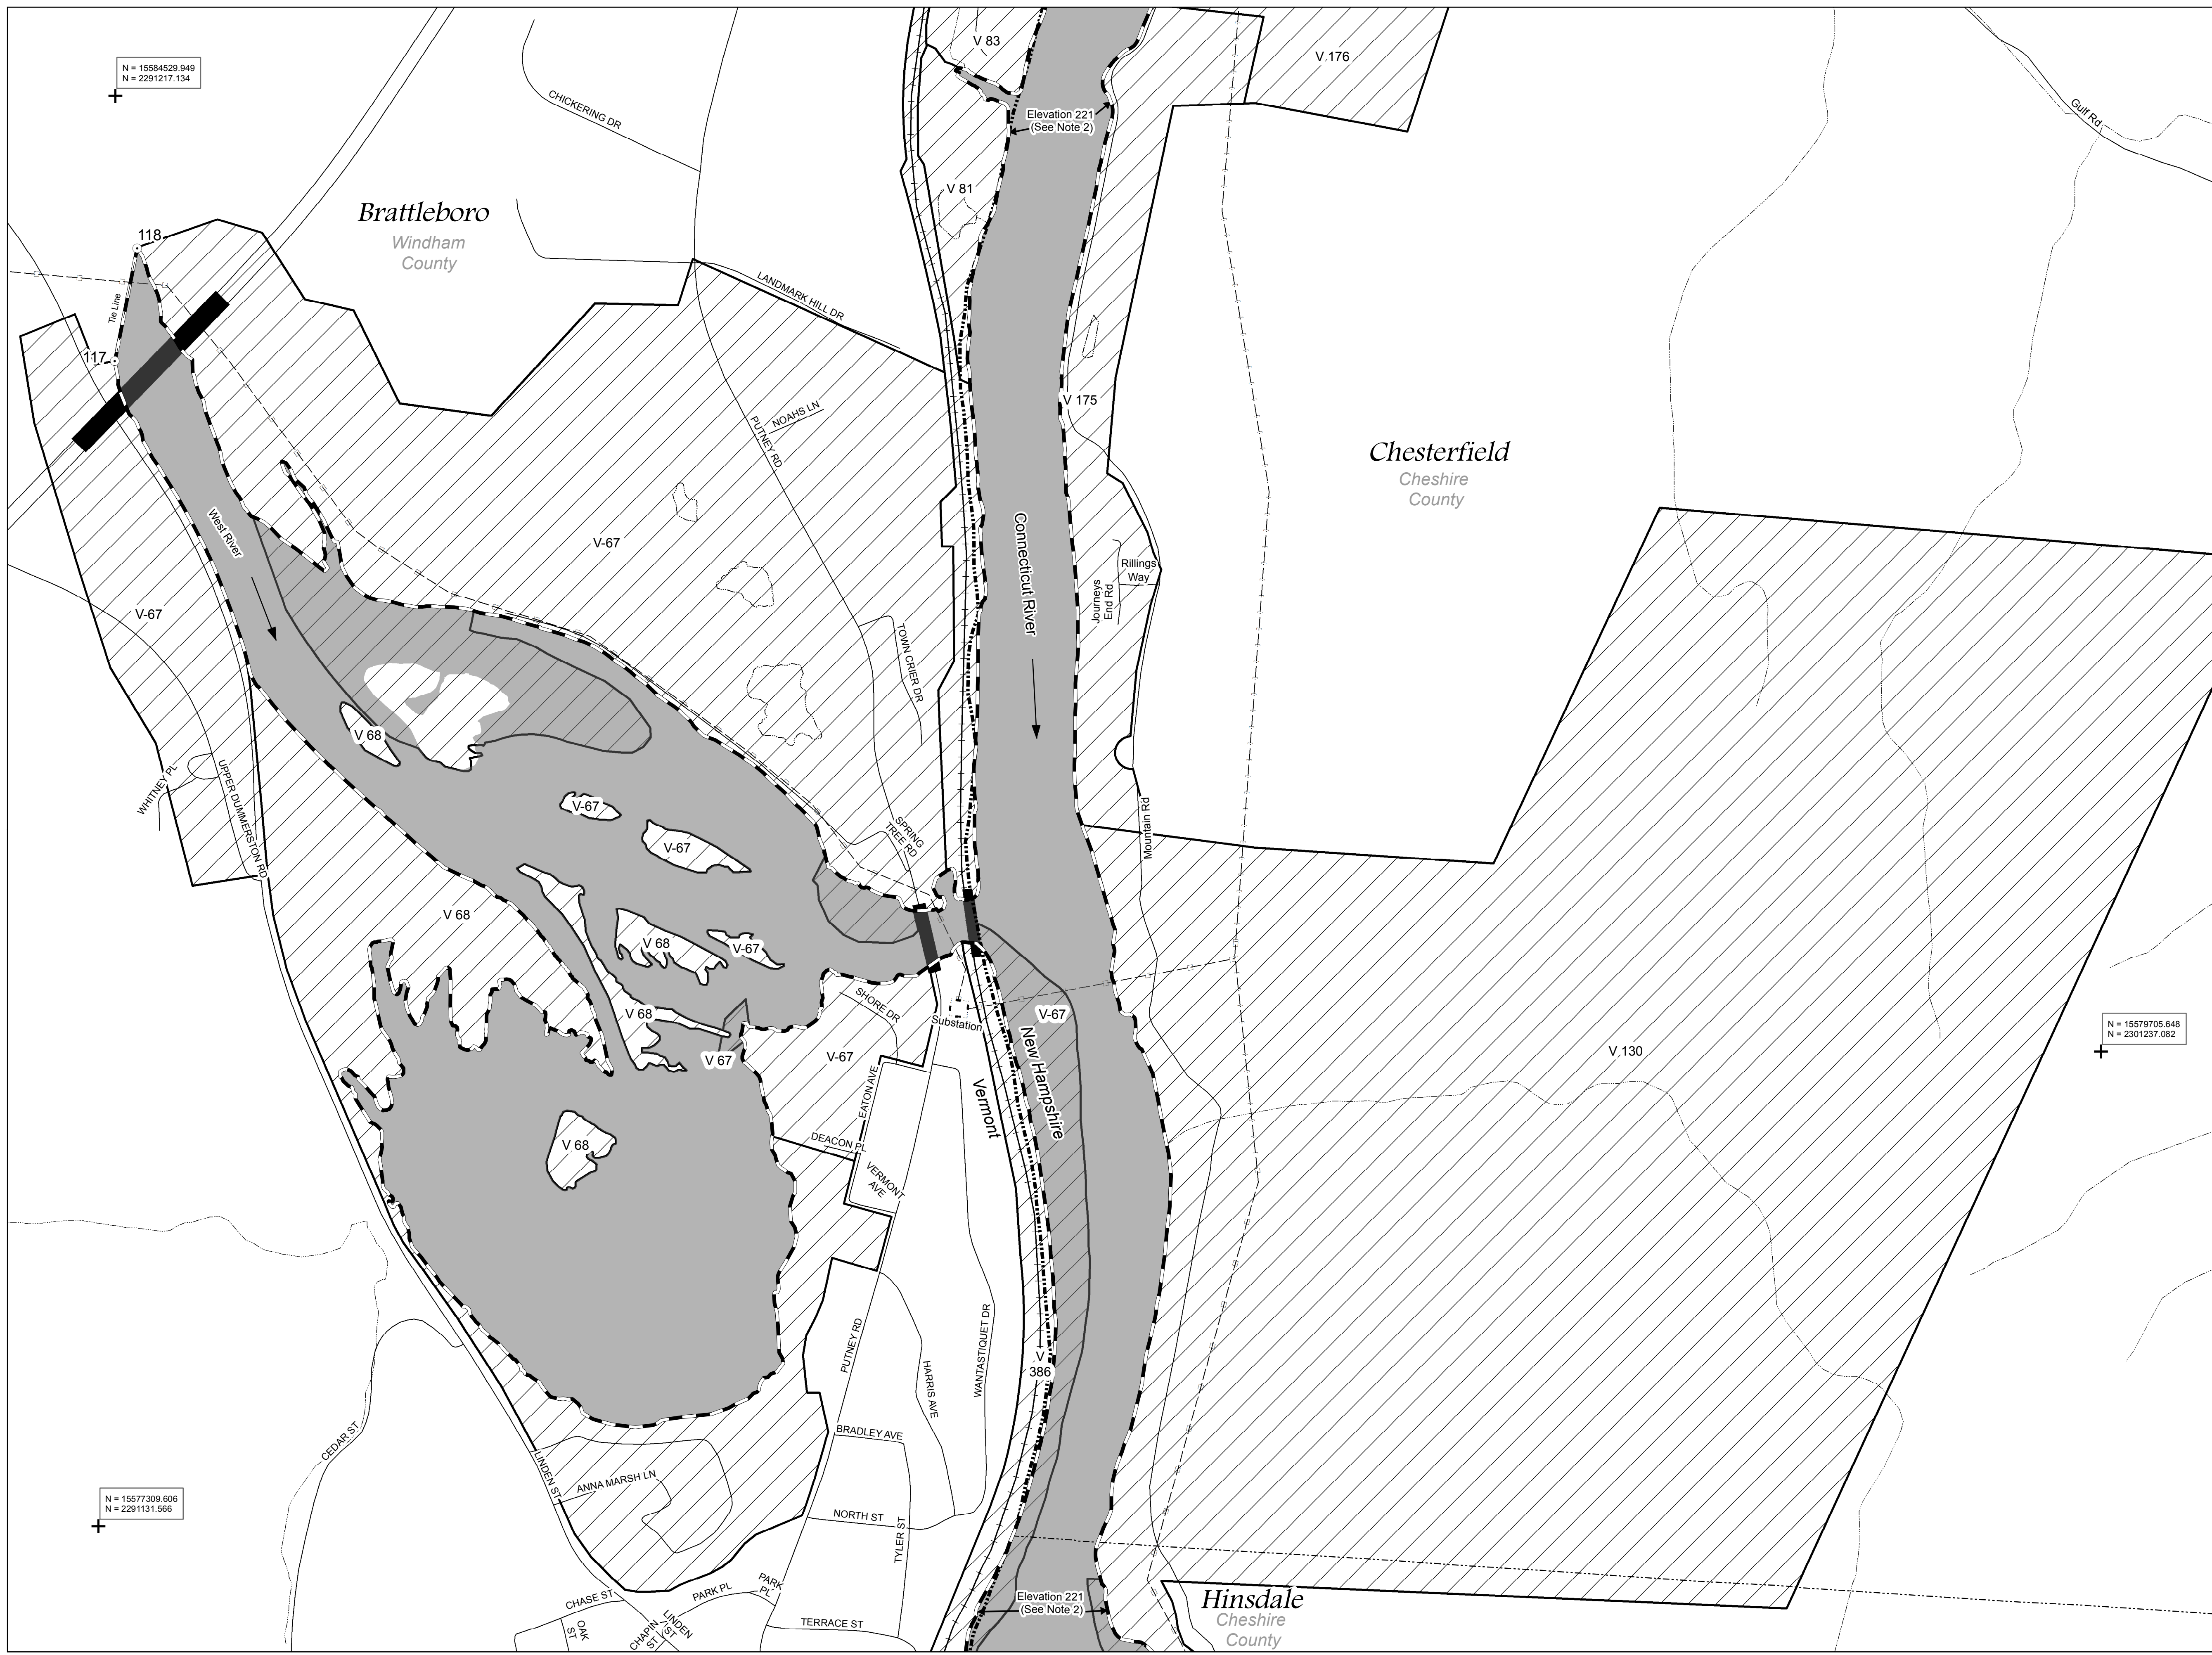 V 83
V 176
N = 15584529.949
N = 2291217.134
CHICKERING DR
Elevation 221
(See Note 2)
Gulf Rd
V 81
Brattleboro
Windham
County
118
LANDMARK HILL DR
Tie Line
117
V 175
NOAHS LN
PUTNEY RD
Chesterfield
Cheshire
County
West River
V-67
Connecticut River
Rillings
Way
Journeys
End Rd
V-67
TOWN CRIER DR
V 68
WHITNEY PL
UPPER DUMMERSTON RD
V-67
SPRING
TREE RD
Mountain Rd
V-67
V 68
V 68
V-67
SHORE DR
V 68
Substation
V-67
N = 15579705.648
N = 2301237.082
New Hampshire
V 67
V-67
V 130
EATON AVE
Vermont
V 68
DEACON PL
VERMONT
AVE
PUTNEY RD
HARRIS AVE
WANTASTIQUET DR
V
386
CEDAR ST
BRADLEY AVE
LINDEN ST
ANNA MARSH LN
N = 15577309.606
N = 2291131.566
NORTH ST
TYLER ST
CHASE ST
PARK PL
PARK
PL
Elevation 221
(See Note 2)
Hinsdale
Cheshire
County
OAK
ST
CHAPIN
ST
LINDEN
ST
TERRACE ST